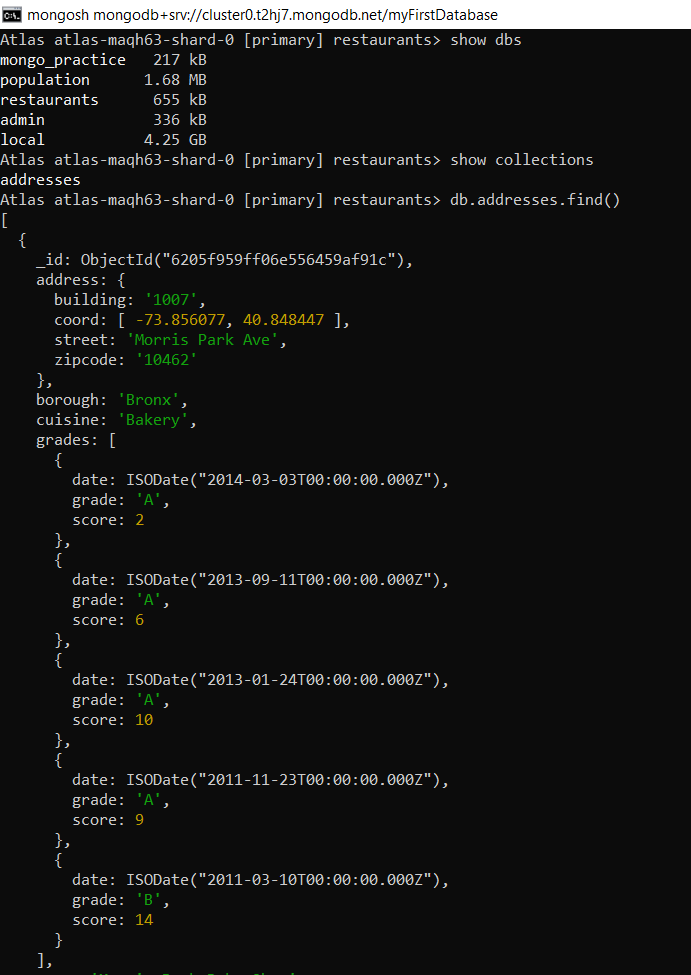 mongosh mongodb+srv://cluster0.t2hj7.mongodb.net/myFirstDatabase
Atlas atlas-maqh63-shard-0 [primary] restaurants> show dbs
mongo_practice   217 kB
population      1.68 MB
restaurants      655 kB
admin            336 kB
local           4.25 GB
Atlas atlas-maqh63-shard-0 [primary] restaurants> show collections
addresses
Atlas atlas-maqh63-shard-0 [primary] restaurants> db.addresses.find()
[
  {
    _id: ObjectId("6205f959ff06e556459af91c"),
    address: {
      building: '1007',
      coord: [ -73.856077, 40.848447 ],
      street: 'Morris Park Ave',
      zipcode: '10462'
    },
    borough: 'Bronx',
    cuisine: 'Bakery',
    grades: [
      {
        date: ISODate("2014-03-03T00:00:00.000Z"),
        grade: 'A',
        score: 2
      },
      {
        date: ISODate("2013-09-11T00:00:00.000Z"),
        grade: 'A',
        score: 6
      },
      {
        date: ISODate("2013-01-24T00:00:00.000Z"),
        grade: 'A',
        score: 10
      },
      {
        date: ISODate("2011-11-23T00:00:00.000Z"),
        grade: 'A',
        score: 9
      },
      {
        date: ISODate("2011-03-10T00:00:00.000Z"),
        grade: 'B',
        score: 14
      }
    ],